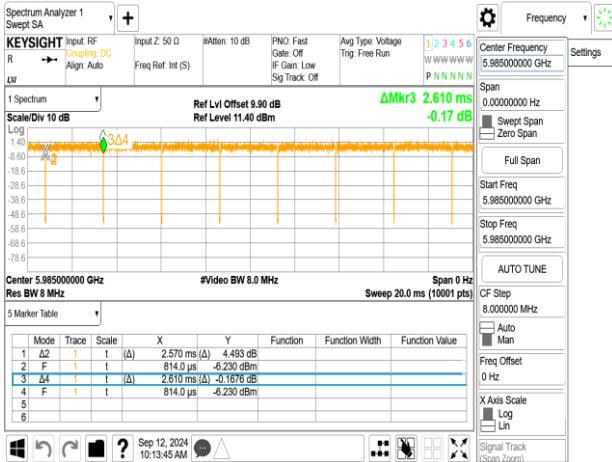 Spectrum Analyzer 1
Swept SA
Frequency
KEYSIGHT Input: RF Input Z: 50 Ω #Atten: 10 dB PNO: Fast Avg Type: Voltage 1 2 3 4 5 6
R Coupling: DC Gate: Off Trig: Free Run W W W W W W
Align: Auto Freq Ref: Int (S) IF Gain: Low
Sig Track: Off P N N N N N
LXI
1 Spectrum Ref Lvl Offset 9.90 dB ΔMkr3 2.610 ms
Scale/Div 10 dB Ref Level 11.40 dBm -0.17 dB
Log
1.40 3Δ4
-8.60
-18.6
-28.6
-38.6
-48.6
-58.6
-68.6
-78.6
Center 5.985000000 GHz #Video BW 8.0 MHz Span 0 Hz
Res BW 8 MHz Sweep 20.0 ms (10001 pts)
5 Marker Table
Mode Trace Scale X Y Function Function Width Function Value
1 Δ2 1 t (Δ) 2.570 ms (Δ) 4.493 dB
2 F 1 t 814.0 µs -6.230 dBm
3 Δ4 1 t (Δ) 2.610 ms (Δ) -0.1676 dB
4 F 1 t 814.0 µs -6.230 dBm
5
6
Sep 12, 2024
10:13:45 AM
Center Frequency
5.985000000 GHz
Settings
Span
0.00000000 Hz
Swept Span
Zero Span
Full Span
Start Freq
5.985000000 GHz
Stop Freq
5.985000000 GHz
AUTO TUNE
CF Step
8.000000 MHz
Auto
Man
Freq Offset
0 Hz
X Axis Scale
Log
Lin
Signal Track
(Span Zoom)